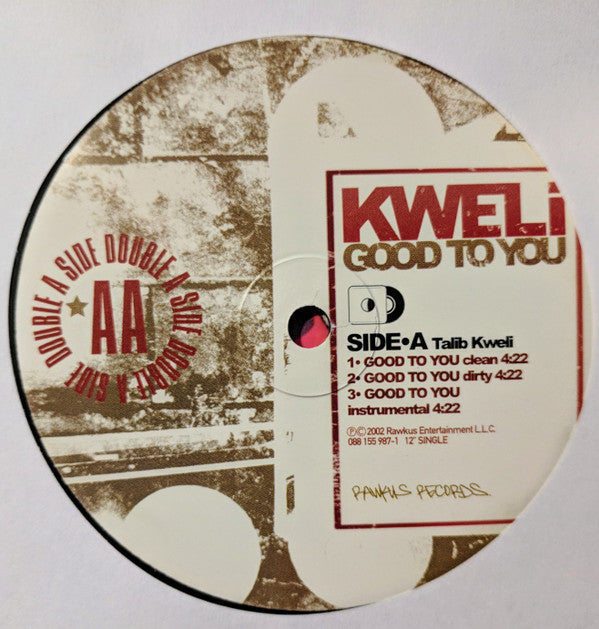 DOUBLE A SIDE DOUBLE A SIDE DOUBLE A SIDE
AA
KWELi
GOOD TO YOU
SIDE•A Talib Kweli
1• GOOD TO YOU clean 4:22
2• GOOD TO YOU dirty 4:22
3• GOOD TO YOU
instrumental 4:22
℗© 2002 Rawkus Entertainment L.L.C.
088 155 987-1 12" SINGLE
RAWKUS RECORDS